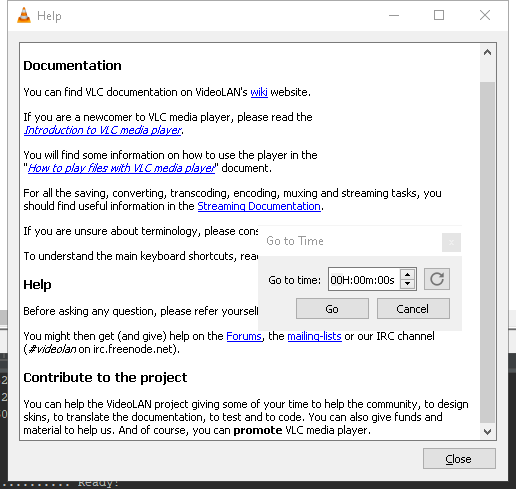 Help
Documentation
You can find VLC documentation on VideoLAN's wiki website.
If you are a newcomer to VLC media player, please read the
Introduction to VLC media player.
You will find some information on how to use the player in the
"How to play files with VLC media player" document.
For all the saving, converting, transcoding, encoding, muxing and streaming tasks, you
should find useful information in the Streaming Documentation.
If you are unsure about terminology, please
To understand the main keyboard shortcuts,
Go to Time
Go to time: 00H:00m:00s
Go Cancel
Help
Before asking any question, please refer
You might then get (and give) help on the Forums, the mailing-lists or our IRC channel
(#videolan on irc.freenode.net).
Contribute to the project
You can help the VideoLAN project giving some of your time to help the community, to design
skins, to translate the documentation, to test and to code. You can also give funds and
material to help us. And of course, you can promote VLC media player.
Close
.......... Ready!